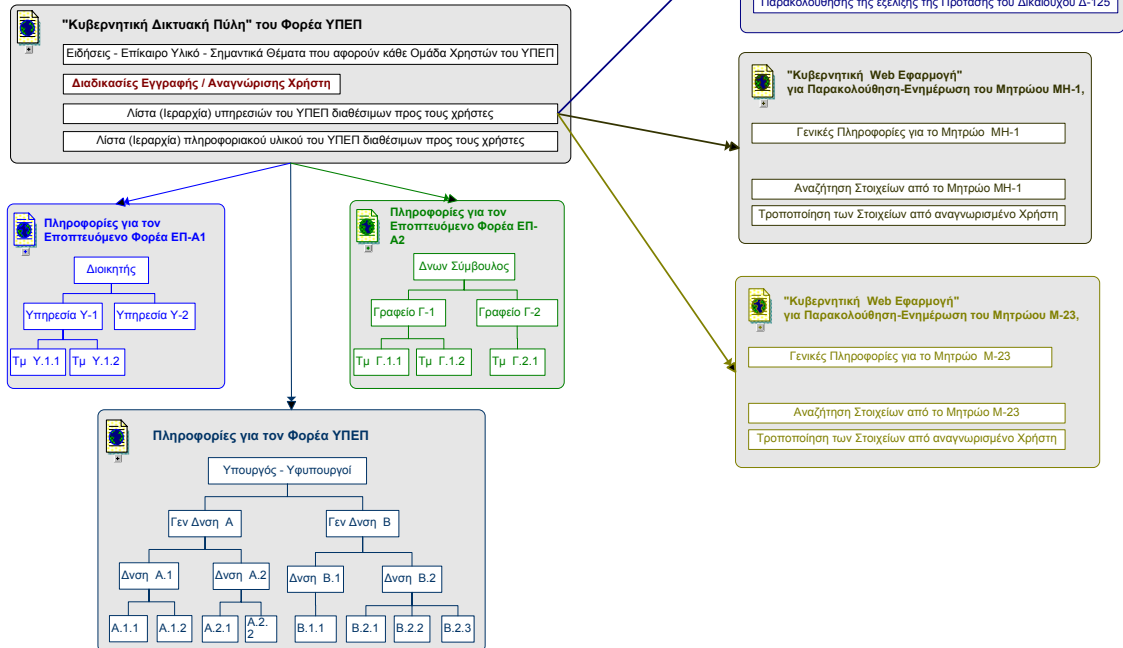 "Κυβερνητική Δικτυακή Πύλη" του Φορέα ΥΠΕΠ
Ειδήσεις - Επίκαιρο Υλικό - Σημαντικά Θέματα που αφορούν κάθε Ομάδα Χρηστών του ΥΠΕΠ
Διαδικασίες Εγγραφής / Αναγνώρισης Χρήστη
Λίστα (Ιεραρχία) υπηρεσιών του ΥΠΕΠ διαθέσιμων προς τους χρήστες
Λίστα (Ιεραρχία) πληροφοριακού υλικού του ΥΠΕΠ διαθέσιμων προς τους χρήστες
Παρακολούθησης της εξέλιξης της Πρότασης του Δικαιούχου Δ-125
"Κυβερνητική Web Εφαρμογή"
για Παρακολούθηση-Ενημέρωση του Μητρώου ΜΗ-1,
Γενικές Πληροφορίες για το Μητρώο ΜΗ-1
Αναζήτηση Στοιχείων από το Μητρώο ΜΗ-1
Τροποποίηση των Στοιχείων από αναγνωρισμένο Χρήστη
Πληροφορίες για τον
Εποπτευόμενο Φορέα ΕΠ-Α1
Διοικητής
Υπηρεσία Υ-1
Υπηρεσία Υ-2
Τμ Υ.1.1
Τμ Υ.1.2
Πληροφορίες για τον
Εποπτευόμενο Φορέα ΕΠ-
Α2
Δνων Σύμβουλος
Γραφείο Γ-1
Γραφείο Γ-2
Τμ Γ.1.1
Τμ Γ.1.2
Τμ Γ.2.1
"Κυβερνητική Web Εφαρμογή"
για Παρακολούθηση-Ενημέρωση του Μητρώου Μ-23,
Γενικές Πληροφορίες για το Μητρώο Μ-23
Αναζήτηση Στοιχείων από το Μητρώο Μ-23
Τροποποίηση των Στοιχείων από αναγνωρισμένο Χρήστη
Πληροφορίες για τον Φορέα ΥΠΕΠ
Υπουργός - Υφυπουργοί
Γεν Δνση Α
Γεν Δνση Β
Δνση Α.1
Δνση Α.2
Δνση Β.1
Δνση Β.2
Α.1.1
Α.1.2
Α.2.1
Α.2.
2
Β.1.1
Β.2.1
Β.2.2
Β.2.3